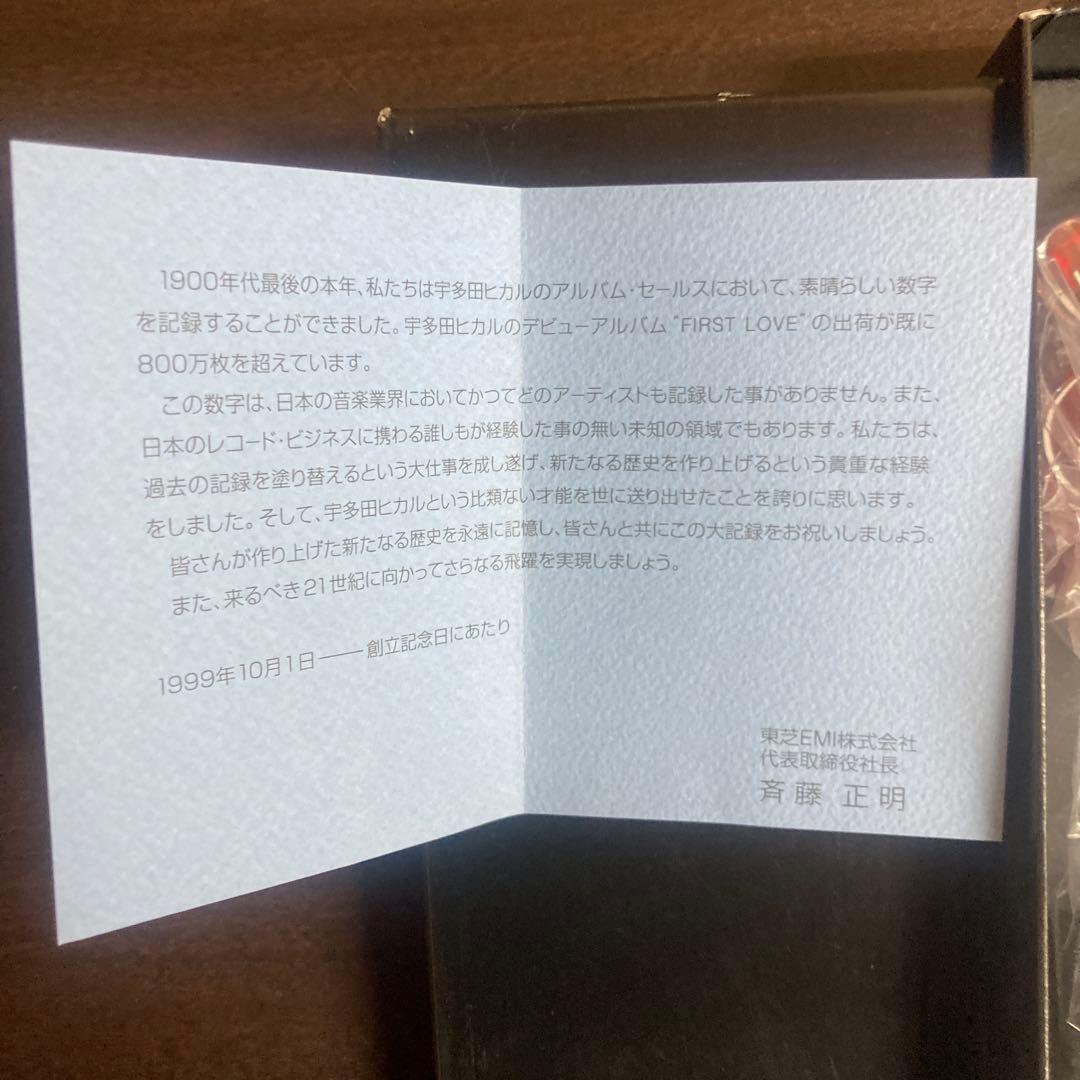 1900年代最後の本年、私たちは宇多田ヒカルのアルバム・セールスにおいて、素晴らしい数字
を記録することができました。宇多田ヒカルのデビューアルバム“FIRST LOVE”の出荷が既に
800万枚を超えています。
この数字は、日本の音楽業界においてかつてどのアーティストも記録した事がありません。また、
日本のレコード・ビジネスに携わる誰しもが経験した事の無い未知の領域でもあります。私たちは、
過去の記録を塗り替えるという大仕事を成し遂げ、新たなる歴史を作り上げるという貴重な経験
をしました。そして、宇多田ヒカルという比類ない才能を世に送り出せたことを誇りに思います。
皆さんが作り上げた新たなる歴史を永遠に記憶し、皆さんと共にこの大記録をお祝いしましょう。
また、来るべき21世紀に向かってさらなる飛躍を実現しましょう。
1999年10月1日――創立記念日にあたり
東芝EMI株式会社
代表取締役社長
斉藤 正明